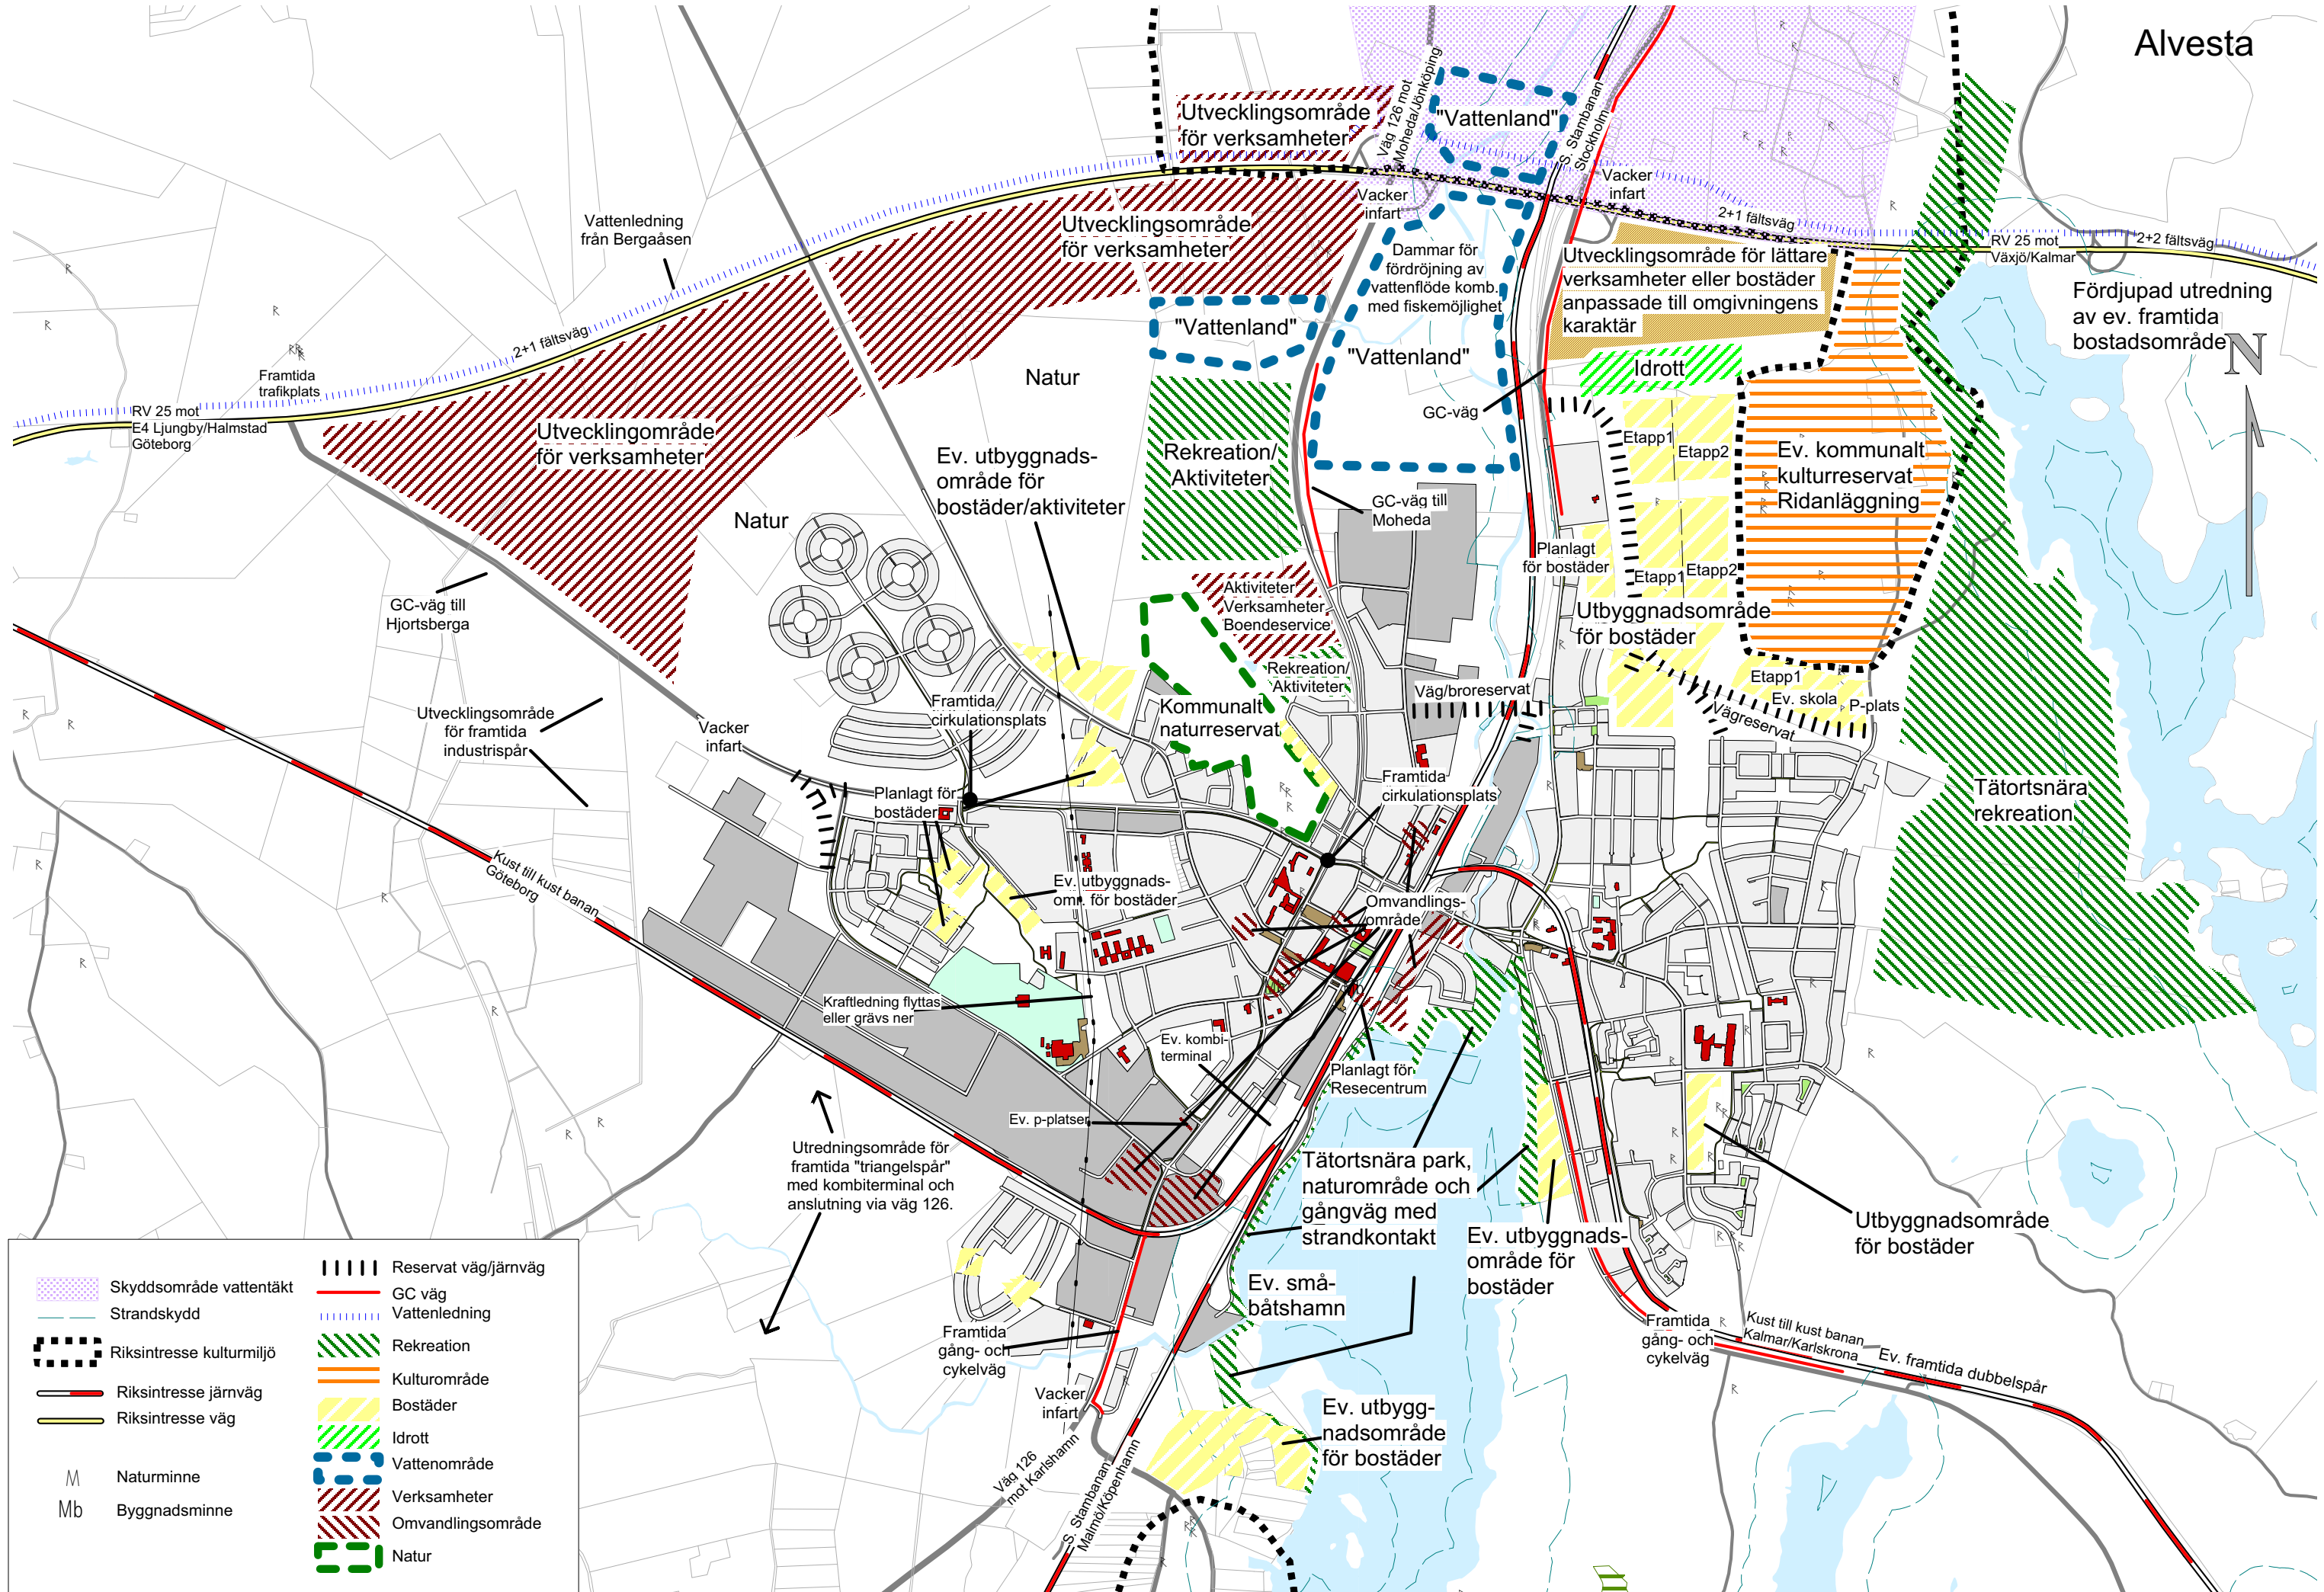 Alvesta
Utvecklingsområde
för verksamheter
Väg 126 mot
Moheda/Jönköping
"Vattenland"
S. Stambanan
Stockholm
Vacker
infart
Vacker
infart
2+1 fältsväg
RV 25 mot
Växjö/Kalmar
2+2 fältsväg
Vattenledning
från Bergaåsen
Utvecklingsområde
för verksamheter
Dammar för
fördröjning av
vattenflöde komb.
med fiskemöjlighet
Utvecklingsområde för lättare
verksamheter eller bostäder
anpassade till omgivningens
karaktär
Fördjupad utredning
av ev. framtida
bostadsområde
N
"Vattenland"
"Vattenland"
2+1 fältsväg
Framtida
trafikplats
RV 25 mot
E4 Ljungby/Halmstad
Göteborg
Natur
Idrott
GC-väg
Utvecklingområde
för verksamheter
Ev. utbyggnads-
område för
bostäder/aktiviteter
Rekreation/
Aktiviteter
Etapp1
Etapp2
Ev. kommunalt
kulturreservat
Ridanläggning
Natur
GC-väg till
Moheda
Planlagt
för bostäder
Etapp1
Etapp2
GC-väg till
Hjortsberga
Aktiviteter
Verksamheter
Boendeservice
Utbyggnadsområde
för bostäder
Rekreation/
Aktiviteter
Etapp1
Ev. skola
P-plats
Vägreservat
Väg/broreservat
Utvecklingsområde
för framtida
industrispår
Vacker
infart
Framtida
cirkulationsplats
Kommunalt
naturreservat
Planlagt för
bostäder
Framtida
cirkulationsplats
Tätortsnära
rekreation
Kust till kust banan
Göteborg
Ev. utbyggnads-
omr. för bostäder
Omvandlings-
område
Kraftledning flyttas
eller grävs ner
Ev. kombi-
terminal
Planlagt för
Resecentrum
Ev. p-platser
Utredningsområde för
framtida "triangelspår"
med kombiterminal och
anslutning via väg 126.
Tätortsnära park,
naturområde och
gångväg med
strandkontakt
Ev. utbyggnads-
område för
bostäder
Utbyggnadsområde
för bostäder
Ev. små-
båtshamn
Framtida
gång- och
cykelväg
Framtida
gång- och
cykelväg
Kust till kust banan
Kalmar/Karlskrona
Ev. framtida dubbelspår
Vacker
infart
Ev. utbygg-
nadsområde
för bostäder
Väg 126
mot Karlshamn
S. Stambanan
Malmö/Köpenhamn
Skyddsområde vattentäkt
Strandskydd
Riksintresse kulturmiljö
Riksintresse järnväg
Riksintresse väg
Naturminne
Mb
Byggnadsminne
Reservat väg/järnväg
GC väg
Vattenledning
Rekreation
Kulturområde
Bostäder
Idrott
Vattenområde
Verksamheter
Omvandlingsområde
Natur